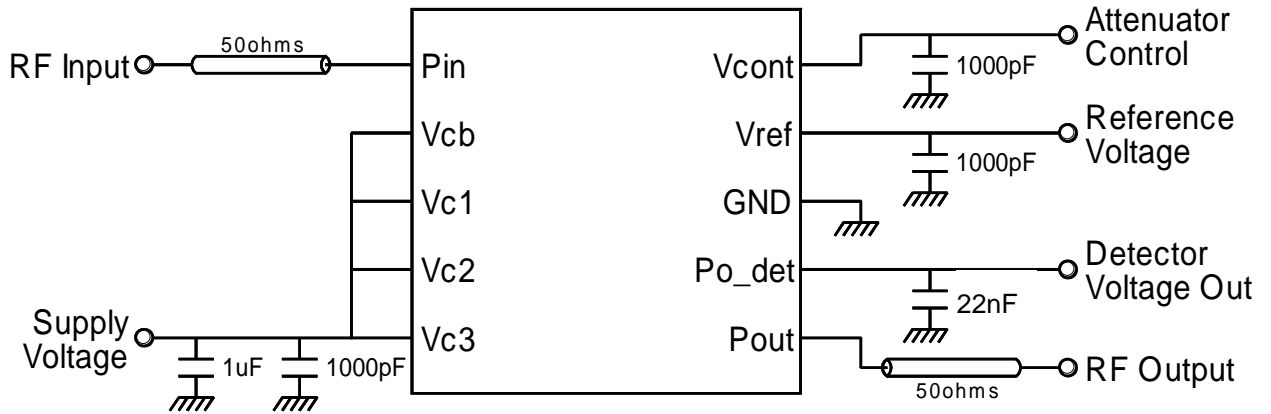 50ohms
RF Input
Pin
Vcb
Vc1
Vc2
Vc3
Supply
Voltage
1uF
1000pF
Vcont
Vref
GND
Po_det
Pout
Attenuator
Control
1000pF
Reference
Voltage
1000pF
Detector
Voltage Out
22nF
RF Output
50ohms